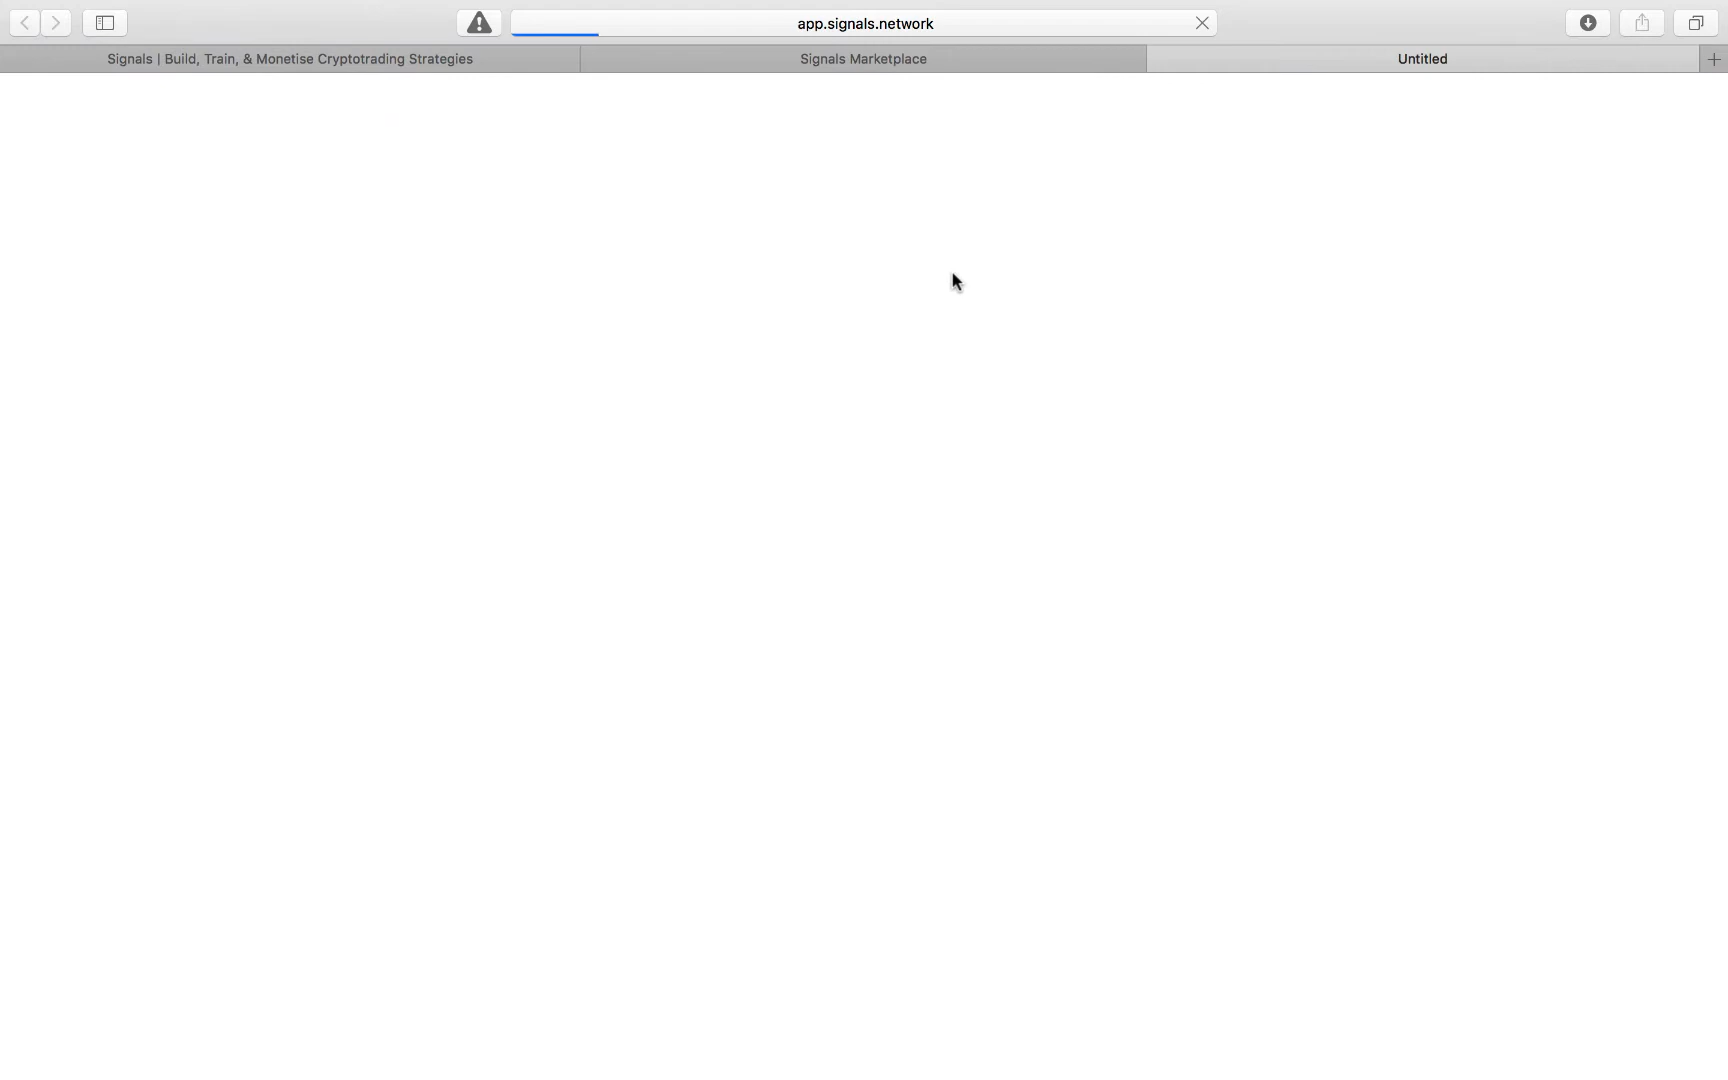 app.signals.network
Signals | Build, Train, & Monetise Cryptotrading Strategies
Signals Marketplace
Untitled